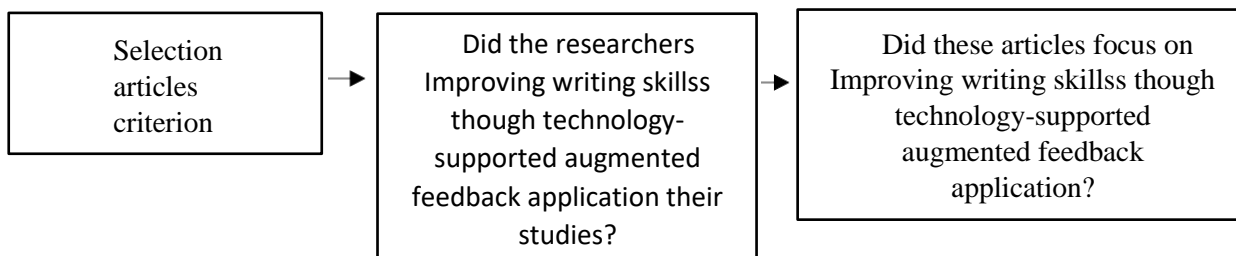 Selection
articles
criterion
Did the researchers
Improving writing skillss
though technology-
supported augmented
feedback application their
studies?
Did these articles focus on
Improving writing skillss though
technology-supported
augmented feedback
application?